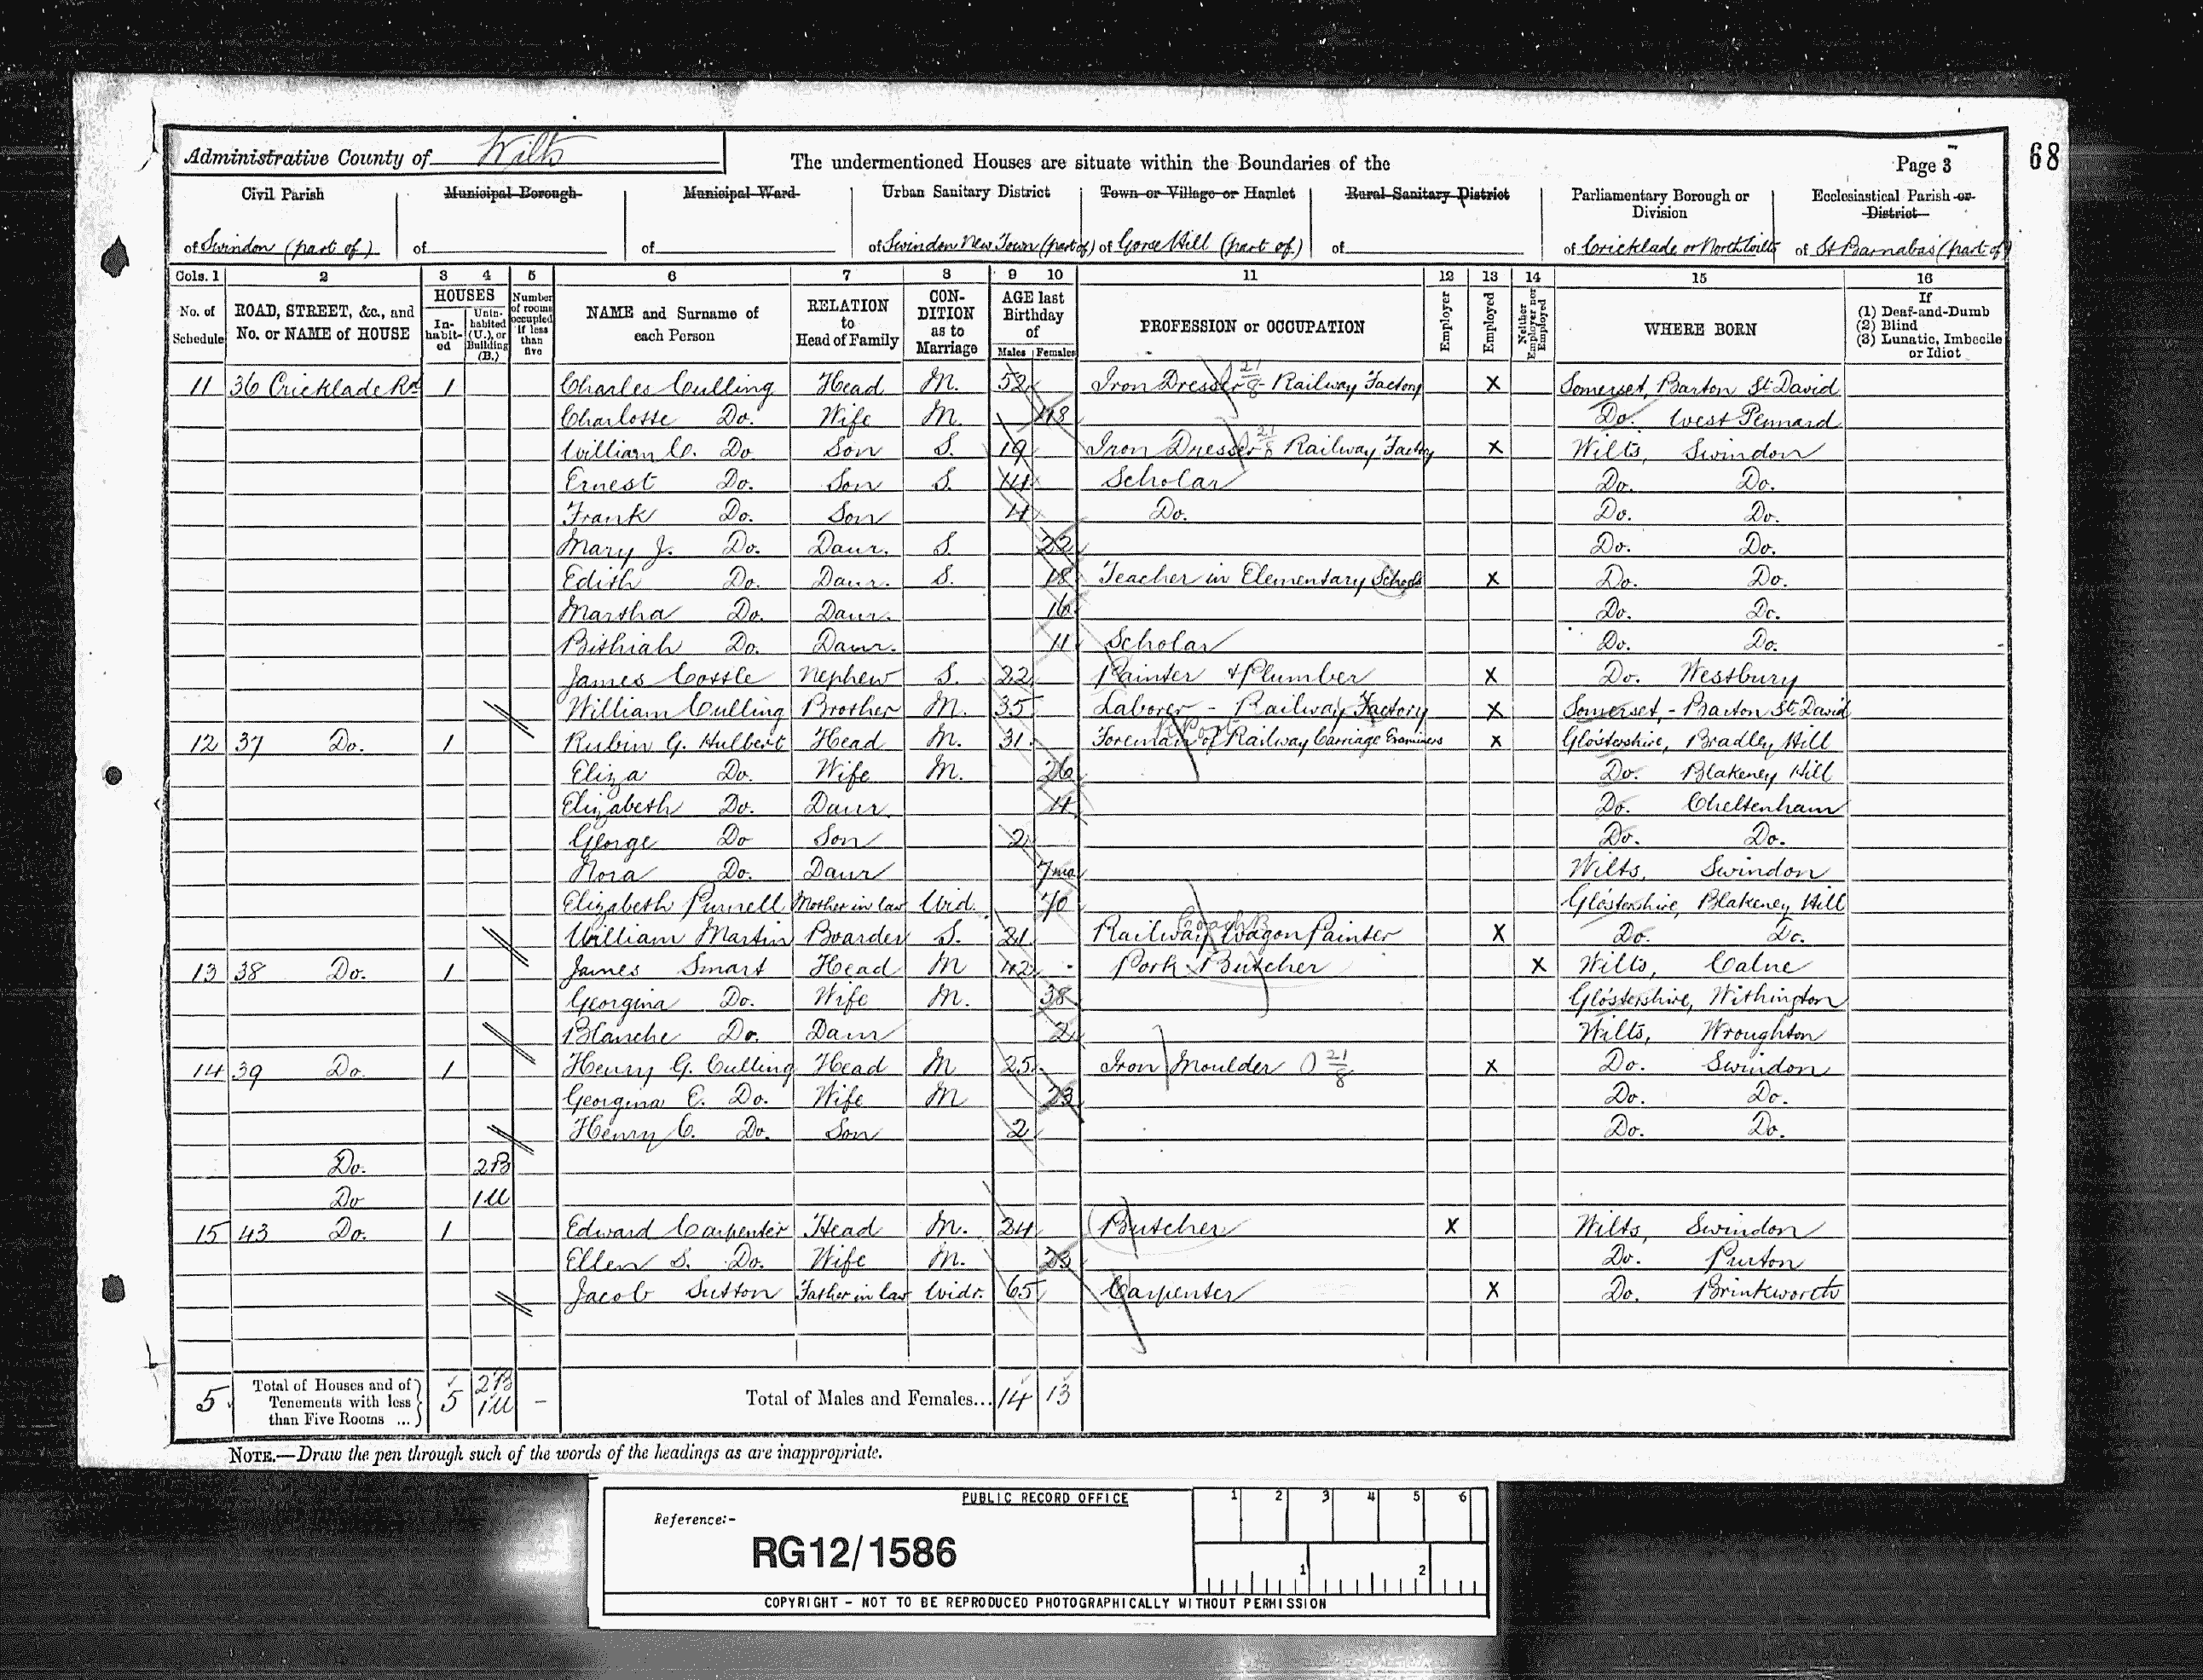 Administrative County of Wilts
The undermentioned Houses are situate within the Boundaries of the
Page 3
68
Civil Parish
Municipal Borough
Municipal Ward
Urban Sanitary District
Town or Village or Hamlet
Rural Sanitary District
Parliamentary Borough or Division
Ecclesiastical Parish or District
of Swindon (part of)
of
of
of Swindon New Town (part of)
of Gorse Hill (part of)
of
of Cricklade or North Wilts
of St Barnabas (part of)
Cols. 1 2 3 4 5 6 7 8 9 10 11 12 13 14 15 16
No. of Schedule
ROAD, STREET, &c., and No. or NAME of HOUSE
HOUSES
Inhabited
Uninhabited (U.), or Building (B.)
Number of rooms occupied if less than five
NAME and Surname of each Person
RELATION to Head of Family
CONDITION as to Marriage
AGE last Birthday of
Males Females
PROFESSION or OCCUPATION
Employer
Employed
Neither Employer nor Employed
WHERE BORN
If
(1) Deaf-and-Dumb
(2) Blind
(3) Lunatic, Imbecile or Idiot
11 36 Cricklade Rd 1 Charles Culling Head M. 52 Iron Dresser 21/8 - Railway Factory X Somerset, Barton St David
Charlotte Do. Wife M. 48 Do. West Pennard
William C. Do Son S. 19 Iron Dresser 21/8 Railway Factory X Wilts, Swindon
Ernest Do. Son S. 14 Scholar Do. Do.
Frank Do. Son 4 Do. Do. Do.
Mary J. Do. Daur. S. 22 Do. Do.
Edith Do. Daur. S. 18 Teacher in Elementary Schools X Do. Do.
Martha Do. Daur. 16 Do. Do.
Bithiah Do. Daur. 11 Scholar Do. Do.
James Cottle Nephew S. 22 Painter & Plumber X Do. Westbury
William Culling Brother M. 35 Laborer - Railway Factory X Somerset, - Barton St. David
12 37 Do. 1 Rubin G. Hulbert Head M. 31 Foreman of Railway Carriage Examiners X Glostershire, Bradley Hill
Eliza Do. Wife M. 26 Do. Blakeney Hill
Elizabeth Do. Daur. 4 Do. Cheltenham
George Do Son 2 Do. Do.
Nora Do. Daur 7mo Wilts, Swindon
Elizabeth Purnell Mother in law Wid. 70 Glostershire, Blakeney Hill
William Martin Boarder S. 21 Railway Wagon Painter Coach B X Do. Do.
13 38 Do. 1 James Smart Head M 42 Pork Butcher X Wilts, Calne
Georgina Do. Wife M. 38 Glostershire, Withington
Blanche Do. Daur 2 Wilts, Wroughton
14 39 Do 1 Henry G. Culling Head M 25 Iron Moulder 21/8 X Do. Swindon
Georgina E. Do. Wife M 23 Do. Do.
Henry C. Do. Son 2 Do. Do.
Do. 2B
Do 1U
15 43 Do. 1 Edward Carpenter Head M. 24 Butcher X Wilts, Swindon
Ellen S. Do. Wife M. 23 Do. Purton
Jacob Sutton Father in law Widr. 65 Carpenter X Do. Brinkworth
5 Total of Houses and of Tenements with less than Five Rooms ... 5 2B 1U - Total of Males and Females... 14 13
NOTE.—Draw the pen through such of the words of the headings as are inappropriate.
PUBLIC RECORD OFFICE
Reference:-
RG12/1586
1 2 3 4 5 6
1 2
COPYRIGHT - NOT TO BE REPRODUCED PHOTOGRAPHICALLY WITHOUT PERMISSION